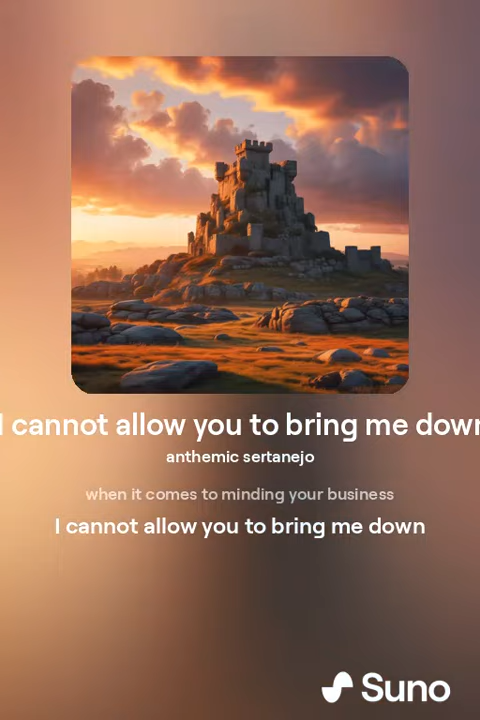 I cannot allow you to bring me down
anthemic sertanejo
when it comes to minding your business
I cannot allow you to bring me down
Suno